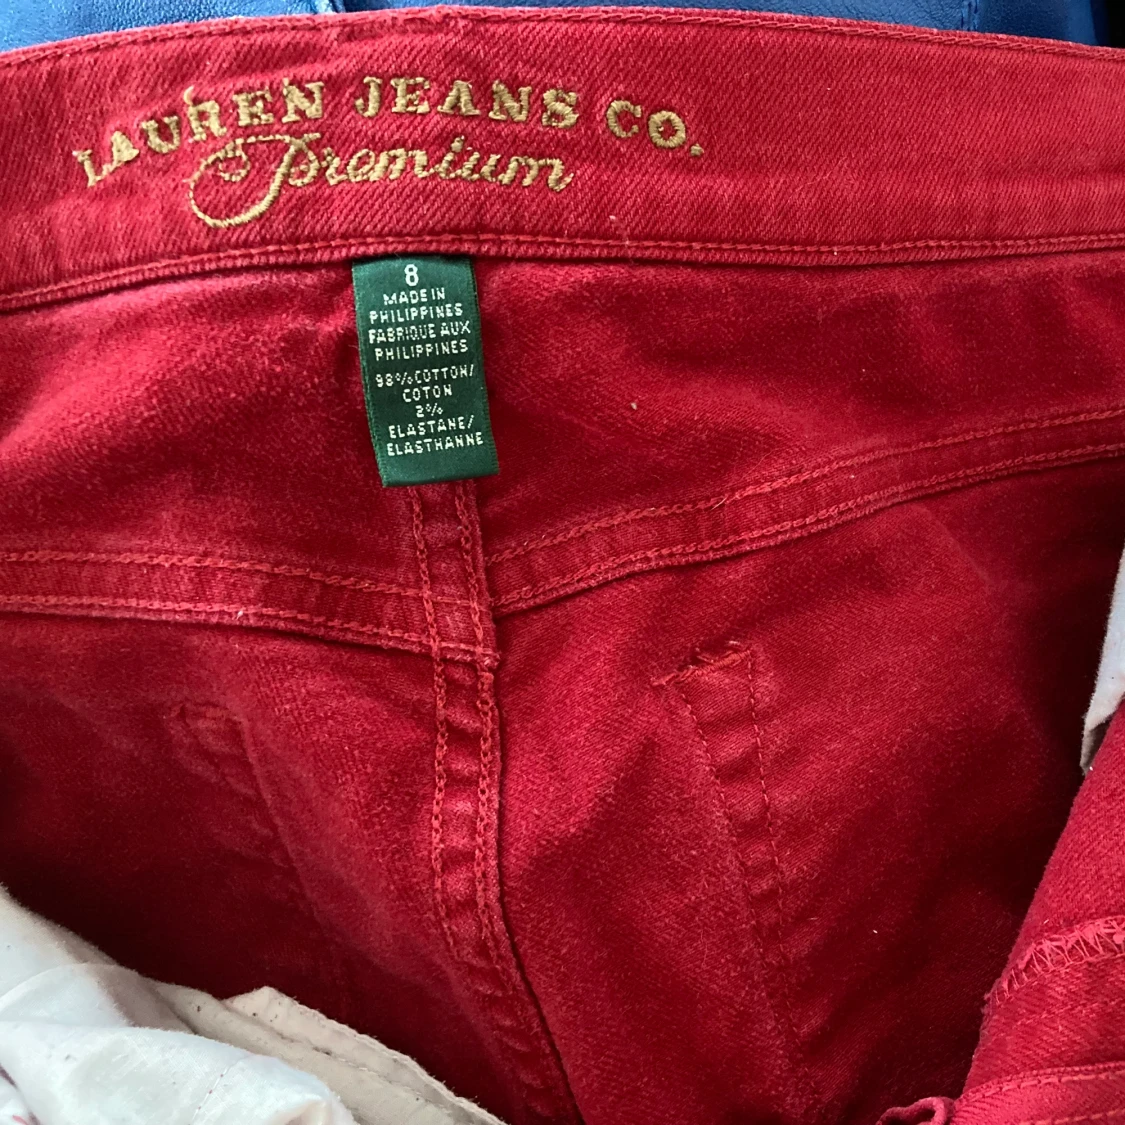 LAUREN JEANS CO.
Premium
8
MADE IN
PHILIPPINES
FABRIQUE AUX
PHILIPPINES
98% COTTON/
COTON
2%
ELASTANE/
ELASTHANNE